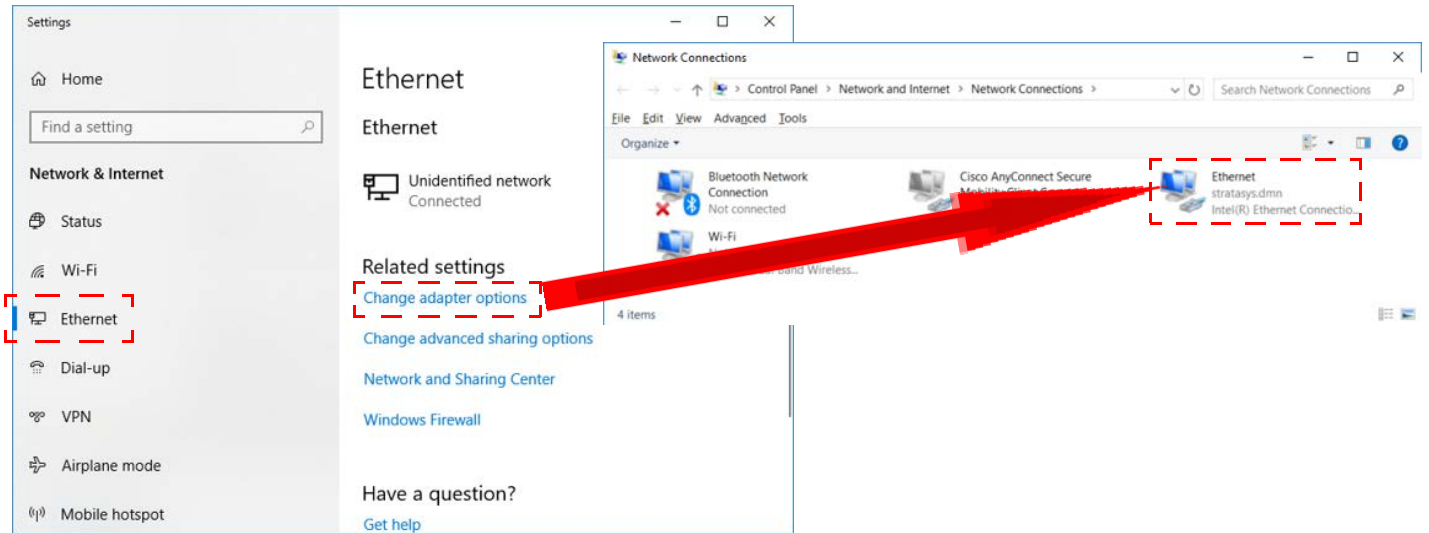 Settings
Home
Find a setting
Network & Internet
Status
Wi-Fi
Ethernet
Dial-up
VPN
Airplane mode
Mobile hotspot
Ethernet
Ethernet
Unidentified network
Connected
Related settings
Change adapter options
Change advanced sharing options
Network and Sharing Center
Windows Firewall
Have a question?
Get help
Network Connections
Control Panel > Network and Internet > Network Connections >
Search Network Connections
File Edit View Advanced Tools
Organize
Bluetooth Network
Connection
Not connected
Cisco AnyConnect Secure
Mobility Client
Ethernet
stratasys.dmn
Intel(R) Ethernet Connectio...
Wi-Fi
Band Wireless...
4 items